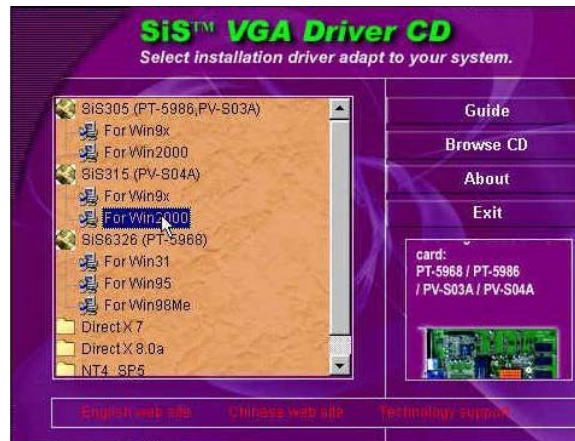 SiS™ VGA Driver CD
Select installation driver adapt to your system.
SiS305 (PT-5986,PV-S03A)
For Win9x
For Win2000
SiS315 (PV-S04A)
For Win9x
For Win2000
SiS6326 (PT-5968)
For Win31
For Win95
For Win98Me
DirectX 7
DirectX 8.0a
NT4_SP5
Guide
Browse CD
About
Exit
card:
PT-5968 / PT-5986
/ PV-S03A / PV-S04A
English web site
Chinese web site
Technology support